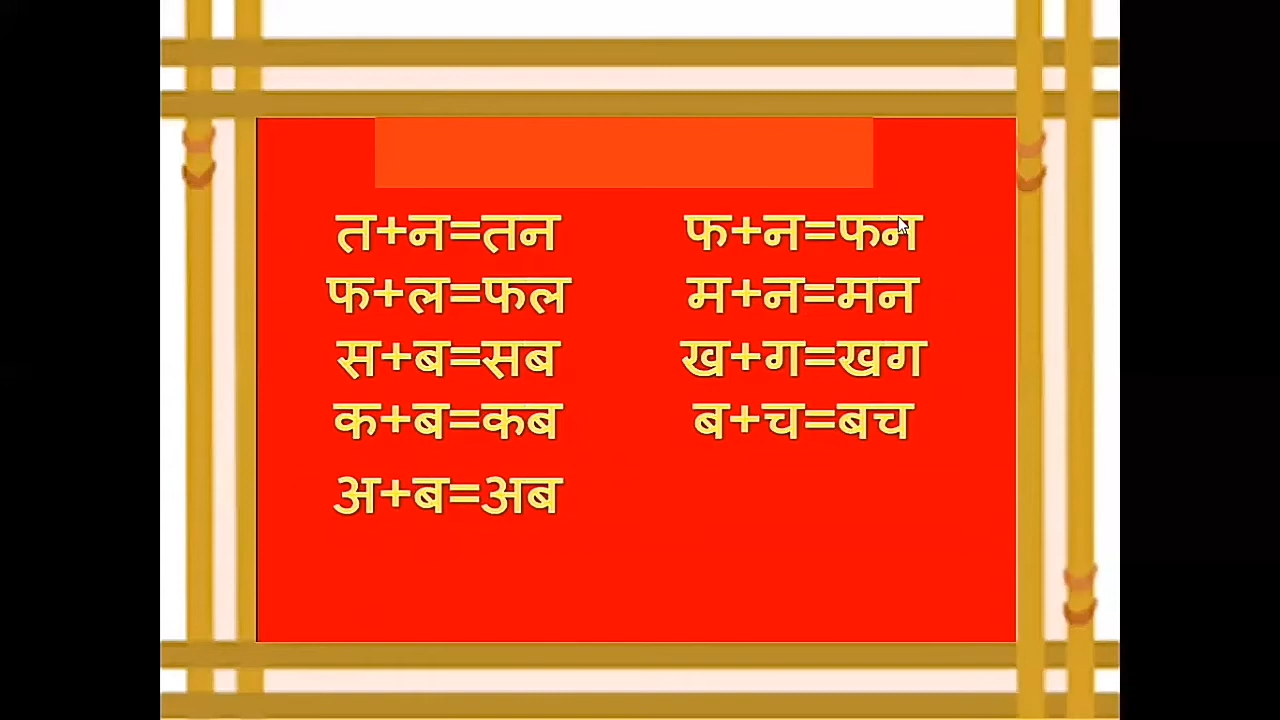 त+न=तन
फ+ल=फल
स+ब=सब
क+ब=कब
अ+ब=अब
फ+न=फन
म+न=मन
ख+ग=खग
ब+च=बच